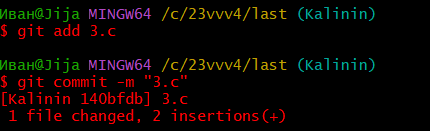 Иван@Jija MINGW64 /c/23vvv4/last (Kalinin)
$ git add 3.c
Иван@Jija MINGW64 /c/23vvv4/last (Kalinin)
$ git commit -m "3.c"
[Kalinin 140bfdb] 3.c
 1 file changed, 2 insertions(+)